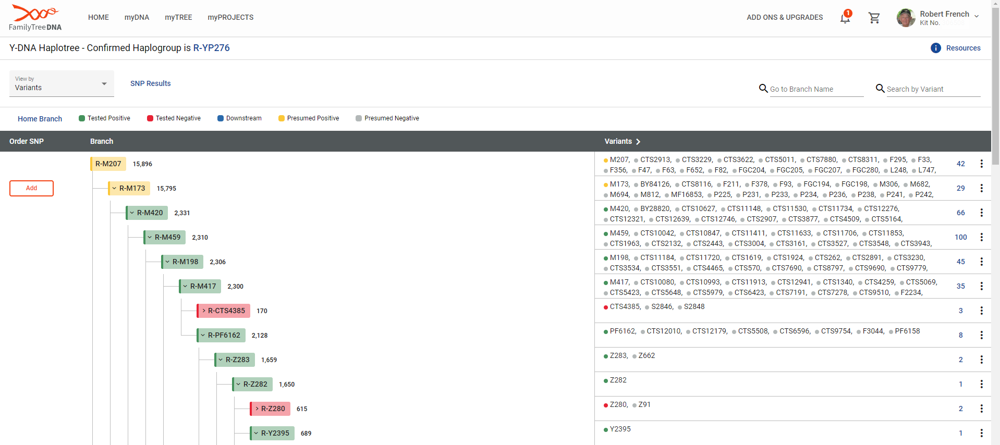 HOME myDNA myTREE myPROJECTS ADD ONS & UPGRADES 1 Robert French
FamilyTreeDNA Kit No.
Y-DNA Haplotree - Confirmed Haplogroup is R-YP276 i Resources
View by
Variants SNP Results Go to Branch Name Search by Variant
Home Branch Tested Positive Tested Negative Downstream Presumed Positive Presumed Negative
Order SNP Branch Variants
R-M207 15,896 M207, CTS2913, CTS3229, CTS3622, CTS5011, CTS7880, CTS8311, F295, F33, 42
F356, F47, F63, F652, F82, FGC204, FGC205, FGC207, FGC280, L248, L747,
Add R-M173 15,795 M173, BY84126, CTS8116, F211, F378, F93, FGC194, FGC198, M306, M682, 29
M694, M812, MF16853, P225, P231, P233, P234, P236, P238, P241, P242,
R-M420 2,331 M420, BY28820, CTS10627, CTS11148, CTS11530, CTS11734, CTS12276, 66
CTS12321, CTS12639, CTS12746, CTS2907, CTS3877, CTS4509, CTS5164,
R-M459 2,310 M459, CTS10042, CTS10847, CTS11411, CTS11633, CTS11706, CTS11853, 100
CTS1963, CTS2132, CTS2443, CTS3004, CTS3161, CTS3527, CTS3548, CTS3943,
R-M198 2,306 M198, CTS11184, CTS11720, CTS1619, CTS1924, CTS262, CTS2891, CTS3230, 45
CTS3534, CTS3551, CTS4465, CTS570, CTS7690, CTS8797, CTS9690, CTS9779,
R-M417 2,300 M417, CTS10080, CTS10993, CTS11913, CTS12941, CTS1340, CTS4259, CTS5069, 35
CTS5423, CTS5648, CTS5979, CTS6423, CTS7191, CTS7278, CTS9510, F2234,
R-CTS4385 170 CTS4385, S2846, S2848 3
R-PF6162 2,128 PF6162, CTS12010, CTS12179, CTS5508, CTS6596, CTS9754, F3044, PF6158 8
R-Z283 1,659 Z283, Z662 2
R-Z282 1,650 Z282 1
R-Z280 615 Z280, Z91 2
R-Y2395 689 Y2395 1